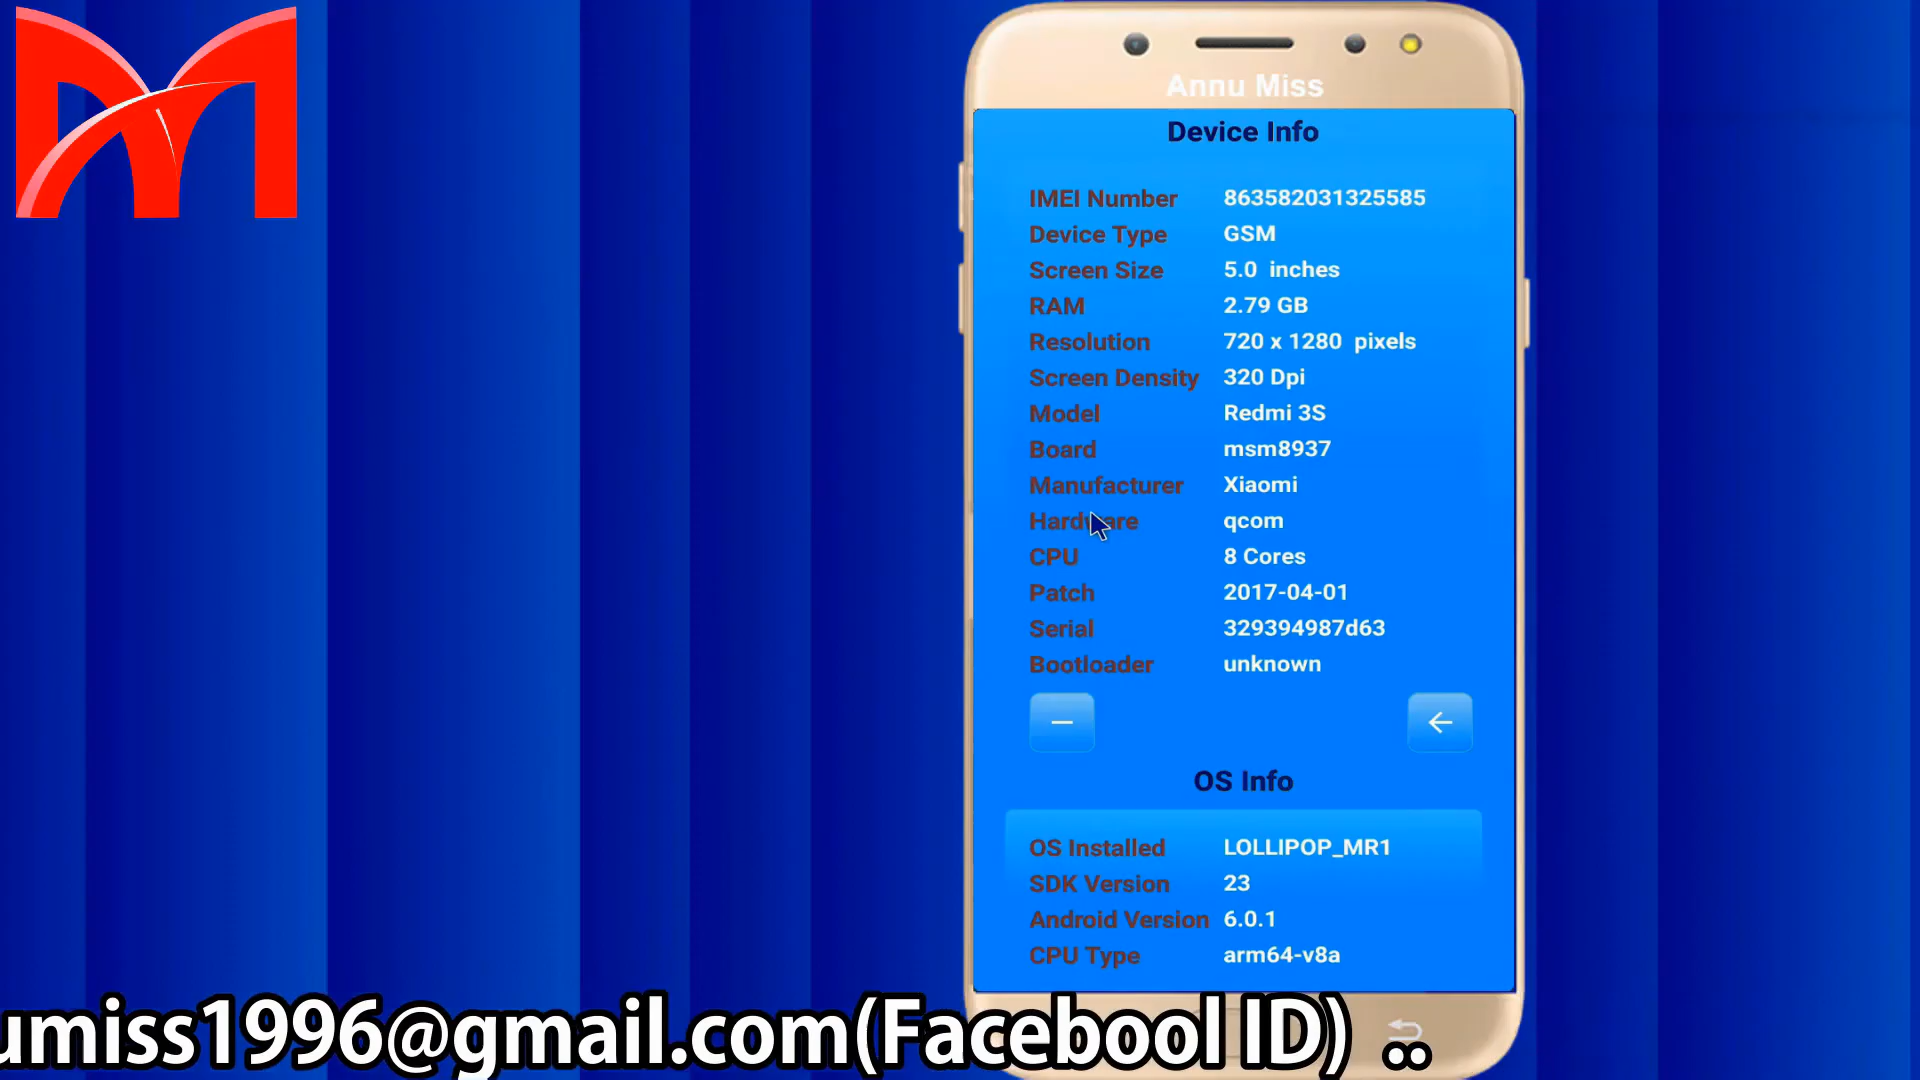 Annu Miss
Device Info
IMEI Number 863582031325585
Device Type GSM
Screen Size 5.0 inches
RAM 2.79 GB
Resolution 720 x 1280 pixels
Screen Density 320 Dpi
Model Redmi 3S
Board msm8937
Manufacturer Xiaomi
Hardware qcom
CPU 8 Cores
Patch 2017-04-01
Serial 329394987d63
Bootloader unknown
OS Info
OS Installed LOLLIPOP_MR1
SDK Version 23
Android Version 6.0.1
CPU Type arm64-v8a
umiss1996@gmail.com(Facebool ID) ..